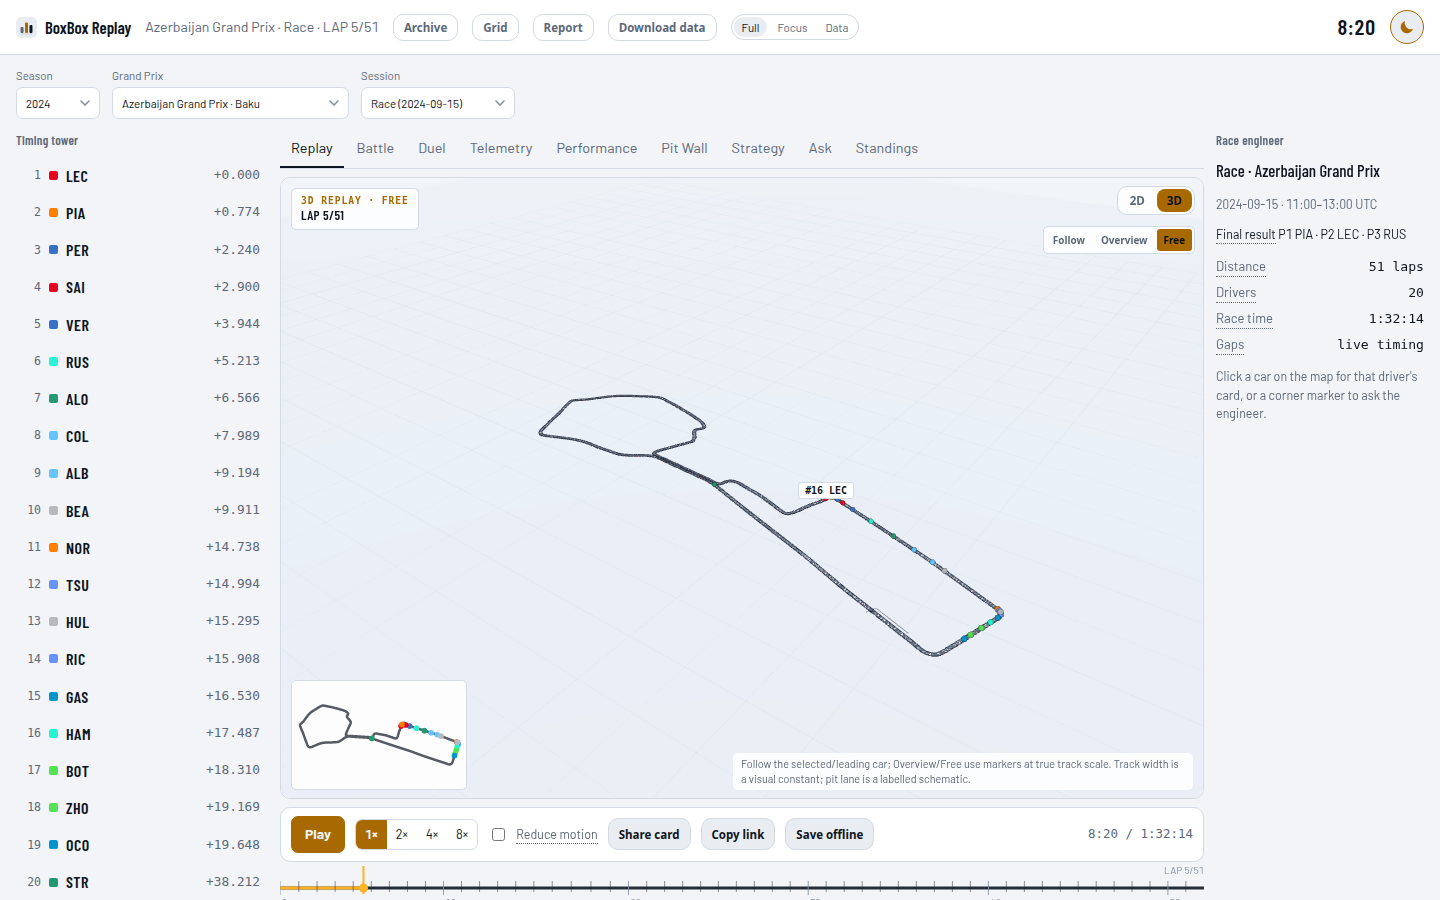 BoxBox Replay Azerbaijan Grand Prix · Race · LAP 5/51 Archive Grid Report Download data Full Focus Data 8:20
Season Grand Prix Session
2024 Azerbaijan Grand Prix · Baku Race (2024-09-15)
Timing tower
1 LEC +0.000
2 PIA +0.774
3 PER +2.240
4 SAI +2.900
5 VER +3.944
6 RUS +5.213
7 ALO +6.566
8 COL +7.989
9 ALB +9.194
10 BEA +9.911
11 NOR +14.738
12 TSU +14.994
13 HUL +15.295
14 RIC +15.908
15 GAS +16.530
16 HAM +17.487
17 BOT +18.310
18 ZHO +19.169
19 OCO +19.648
20 STR +38.212
Replay Battle Duel Telemetry Performance Pit Wall Strategy Ask Standings
3D REPLAY · FREE
LAP 5/51
2D 3D
Follow Overview Free
#16 LEC
Follow the selected/leading car; Overview/Free use markers at true track scale. Track width is
a visual constant; pit lane is a labelled schematic.
Play 1× 2× 4× 8× Reduce motion Share card Copy link Save offline 8:20 / 1:32:14
LAP 5/51
Race engineer
Race · Azerbaijan Grand Prix
2024-09-15 · 11:00–13:00 UTC
Final result P1 PIA · P2 LEC · P3 RUS
Distance 51 laps
Drivers 20
Race time 1:32:14
Gaps live timing
Click a car on the map for that driver's
card, or a corner marker to ask the
engineer.